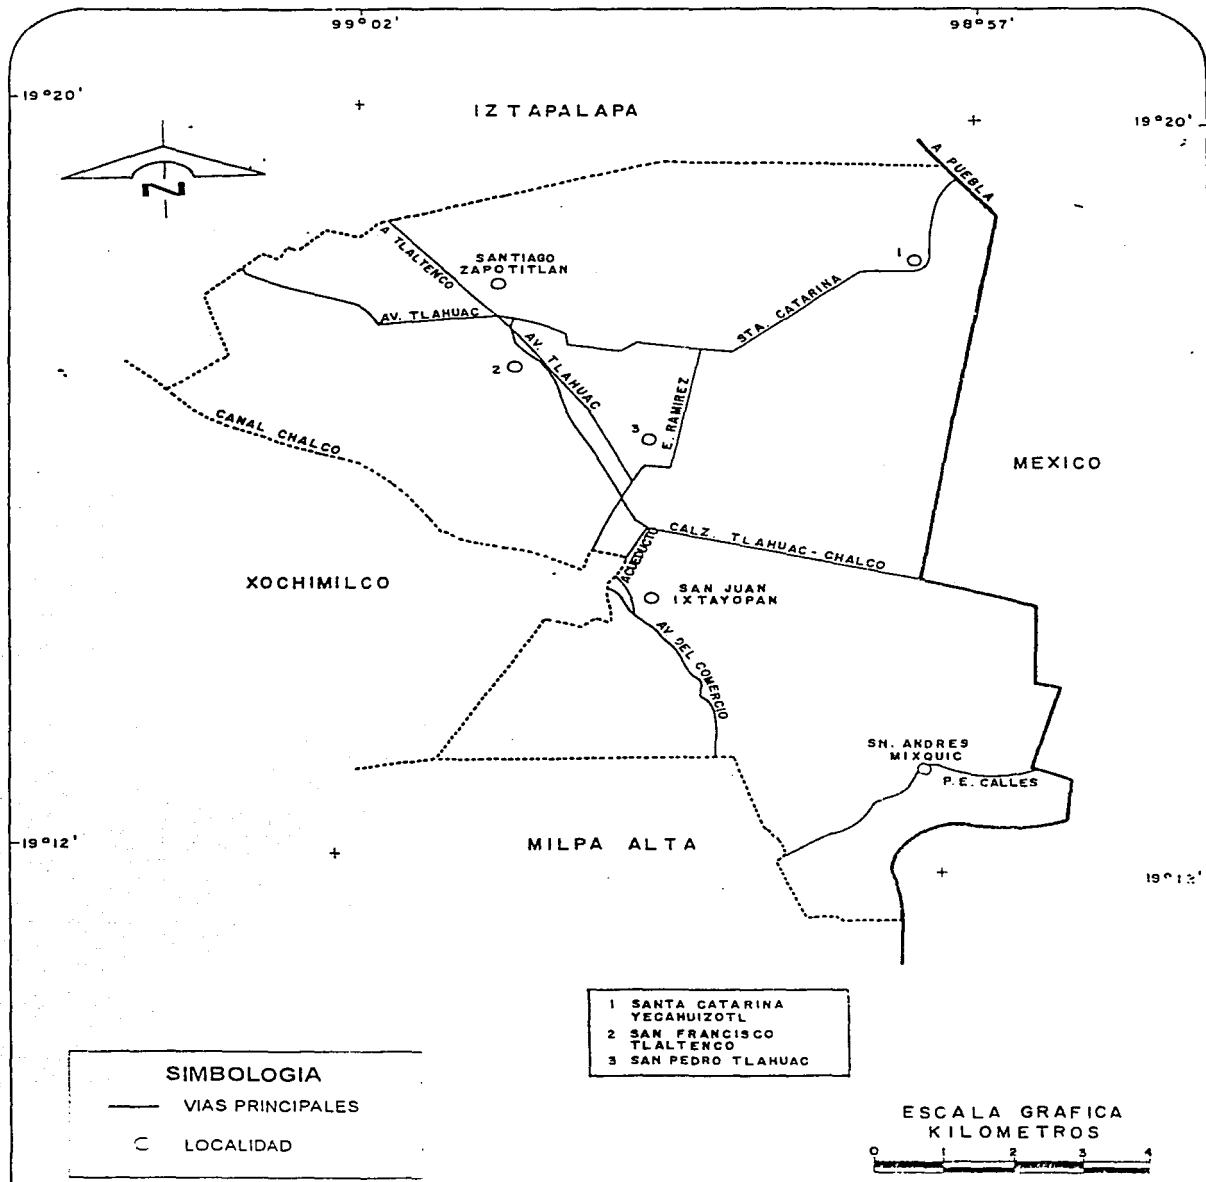 99°02'
98°57'
19°20'
IZTAPALAPA
19°20'
A PUEBLA
N
A TLALTENCO
SANTIAGO
ZAPOTITLAN
1
STA. CATARINA
AV. TLAHUAC
AV. TLAHUAC
2
E. RAMIREZ
3
CANAL CHALCO
MEXICO
CALZ. TLAHUAC-CHALCO
ACUEDUCTO
XOCHIMILCO
SAN JUAN
IXTAYOPAN
AV. DEL COMERCIO
SN. ANDRES
MIXQUIC
P.E. CALLES
19°12'
MILPA ALTA
19°12'
1 SANTA CATARINA
YECAHUIZOTL
2 SAN FRANCISCO
TLALTENCO
3 SAN PEDRO TLAHUAC
SIMBOLOGIA
VIAS PRINCIPALES
LOCALIDAD
ESCALA GRAFICA
KILOMETROS
0 1 2 3 4